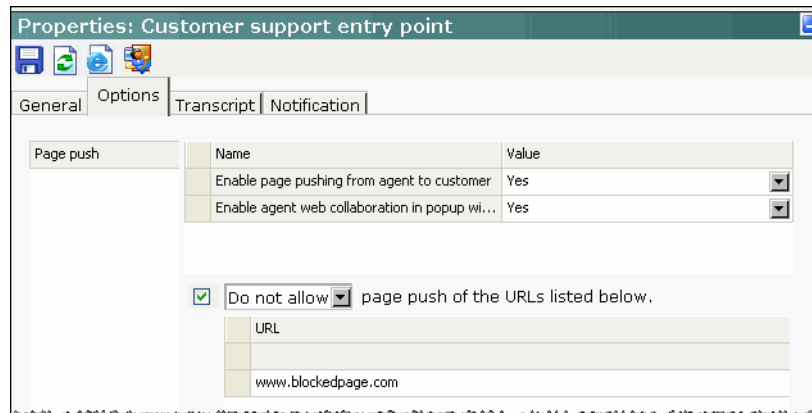 Properties: Customer support entry point
General Options Transcript Notification
Page push
Name Value
Enable page pushing from agent to customer Yes
Enable agent web collaboration in popup wi... Yes
Do not allow page push of the URLs listed below.
URL
www.blockedpage.com